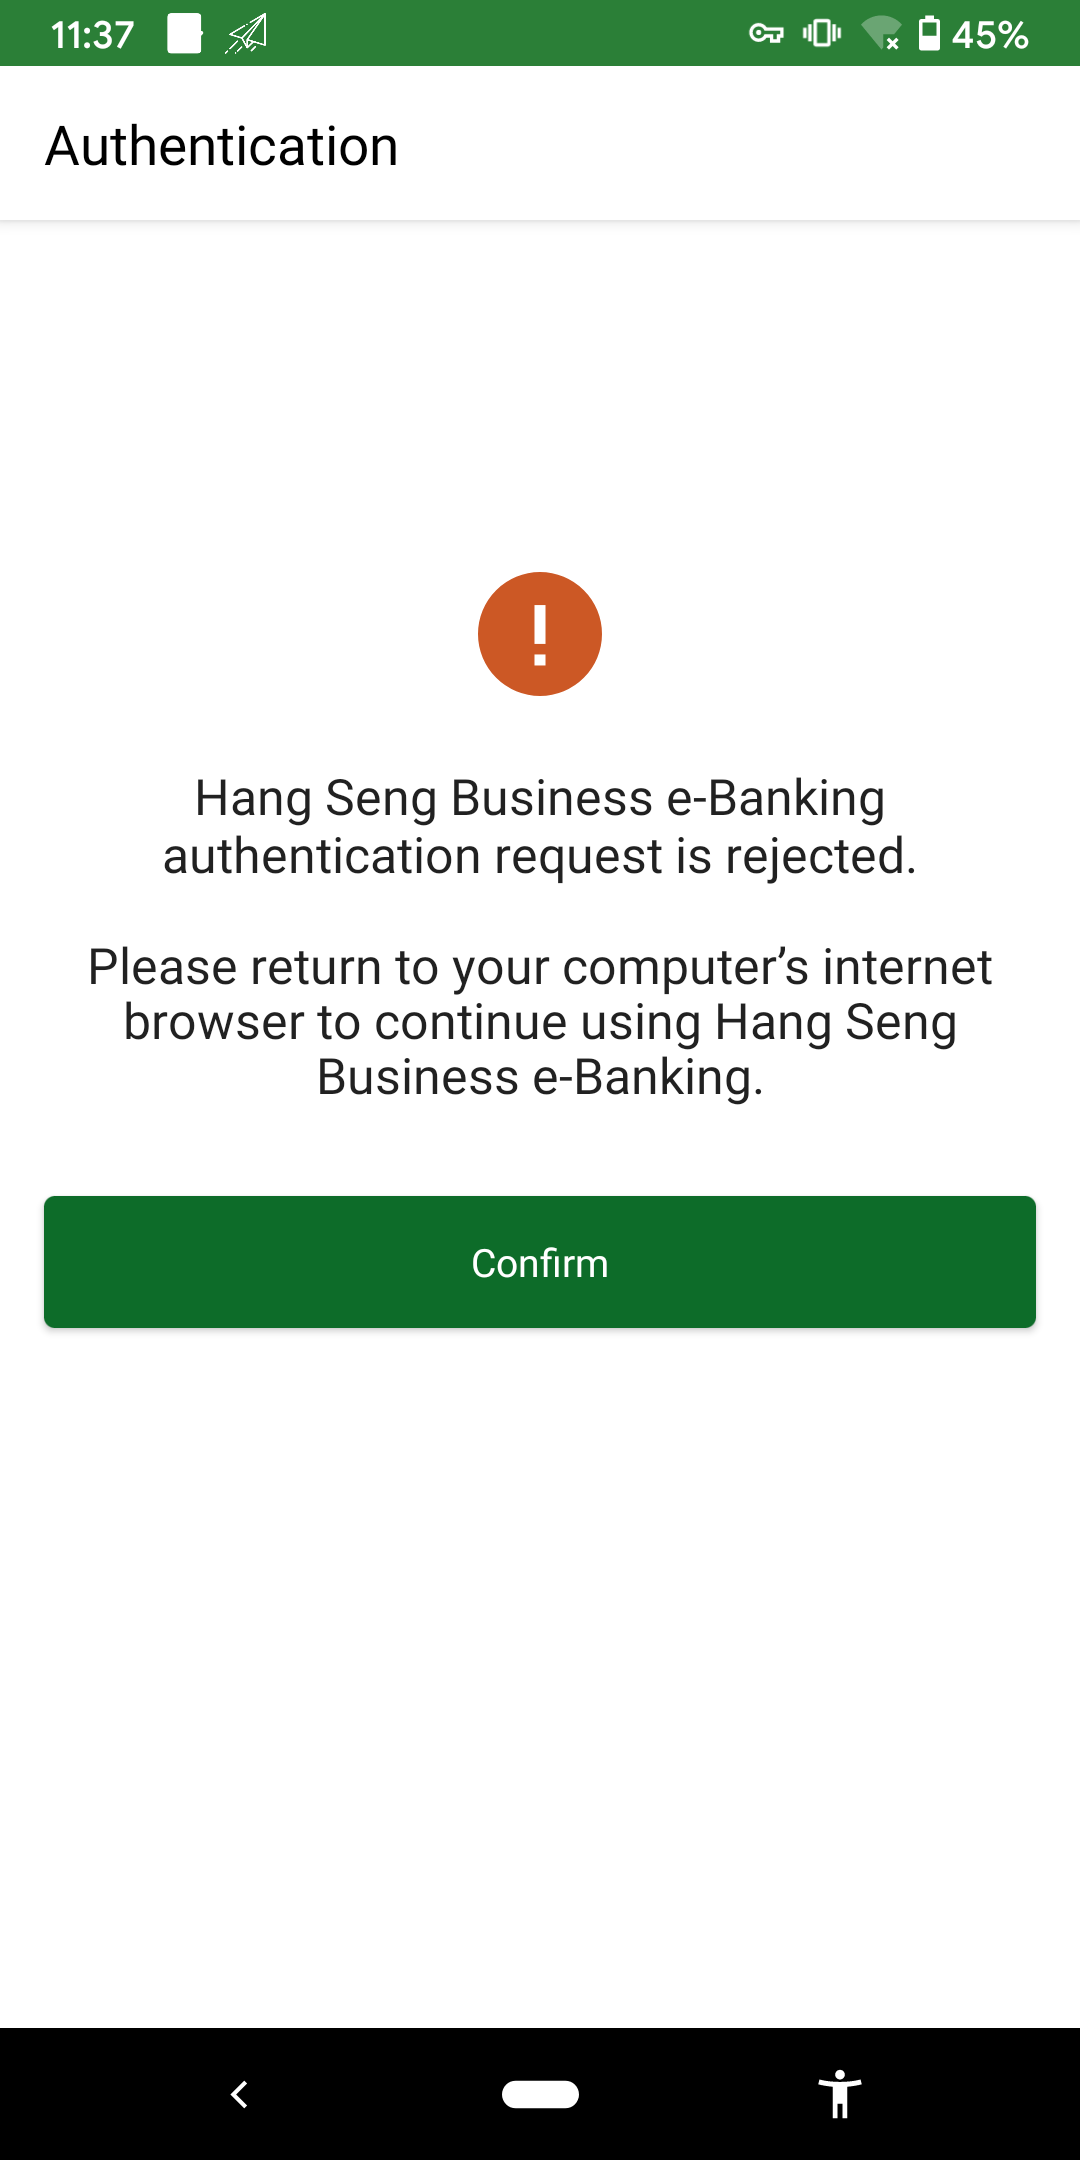 11:37
45%
Authentication
Hang Seng Business e-Banking
authentication request is rejected.
Please return to your computer’s internet
browser to continue using Hang Seng
Business e-Banking.
Confirm